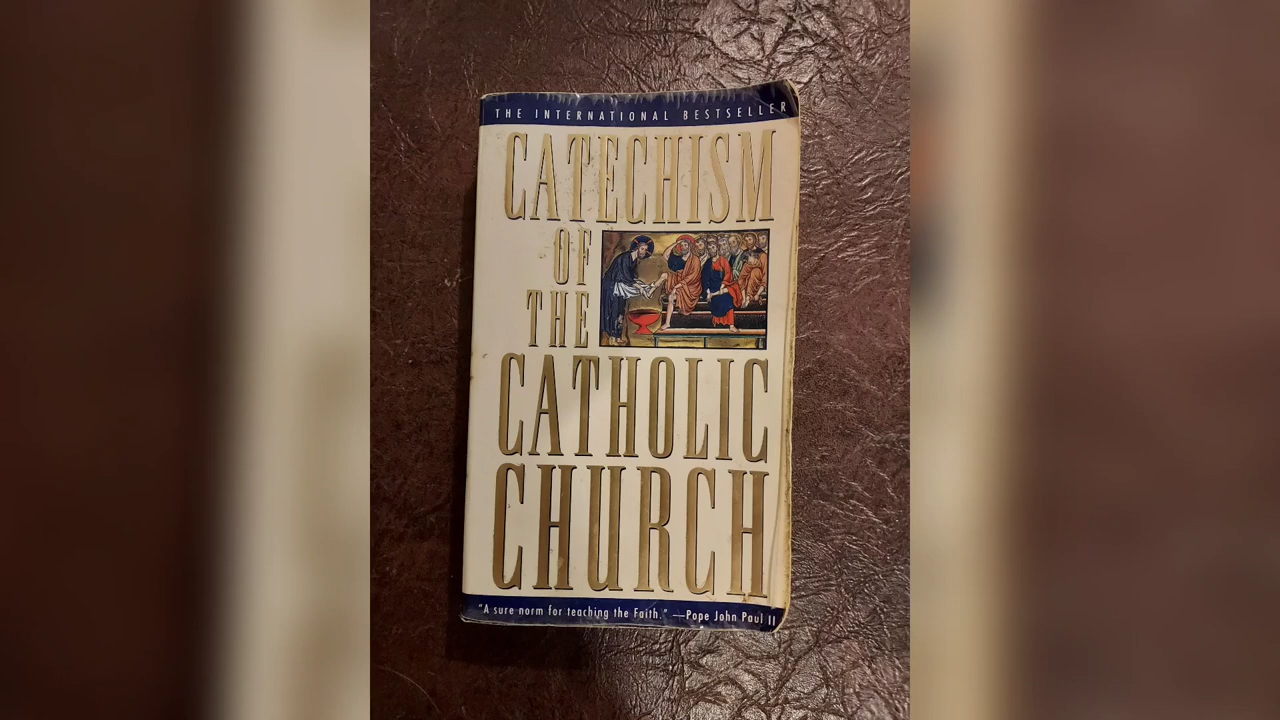 THE INTERNATIONAL BESTSELLER
CATECHISM
OF
THE
CATHOLIC
CHURCH
"A sure norm for teaching the Faith." —Pope John Paul II